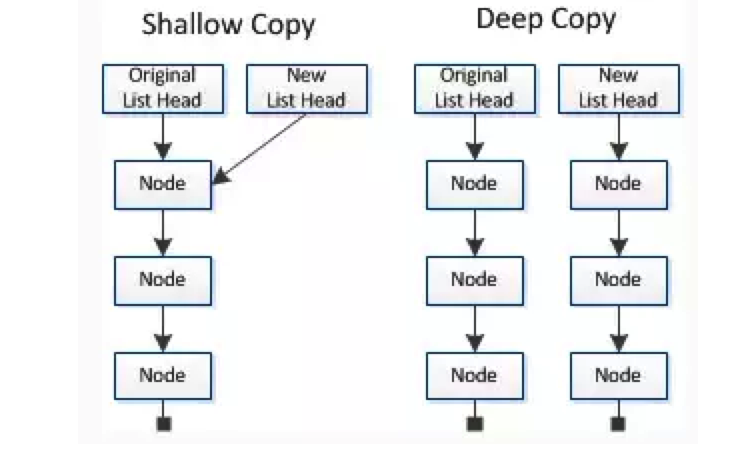 Shallow Copy
Original
List Head
New
List Head
Node
Node
Node
Deep Copy
Original
List Head
New
List Head
Node
Node
Node
Node
Node
Node